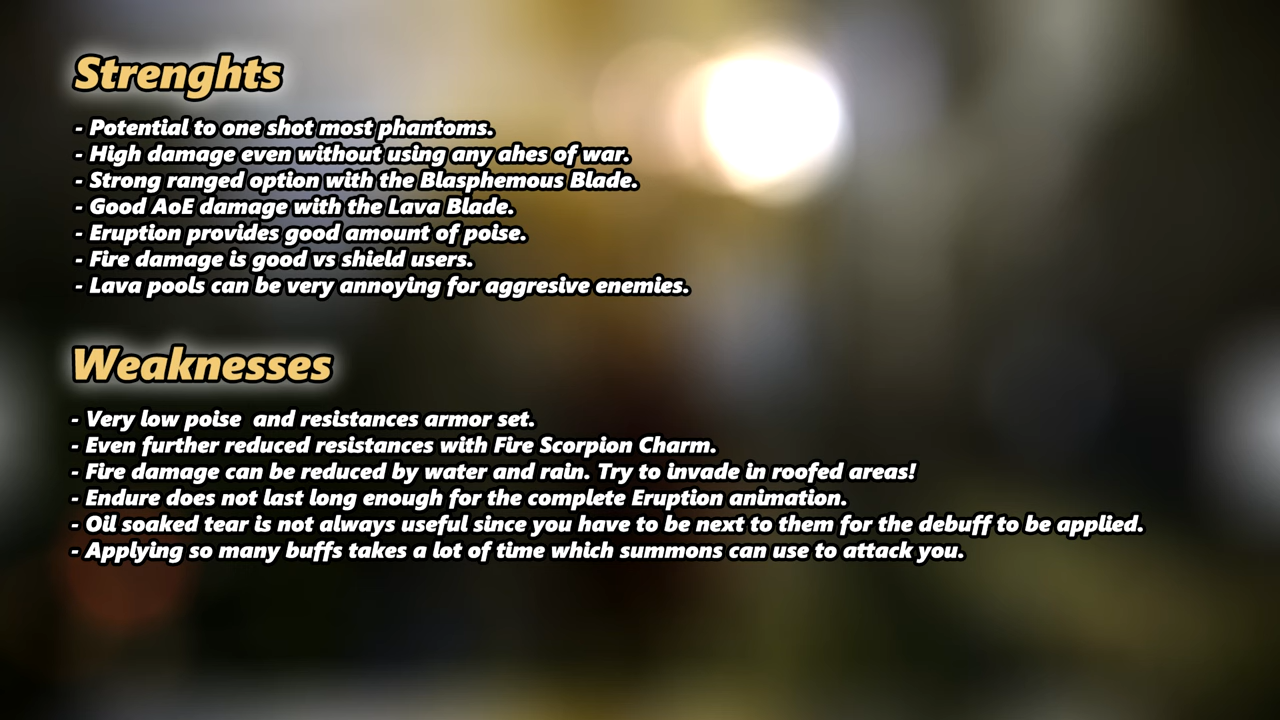 Strenghts
- Potential to one shot most phantoms.
- High damage even without using any ahes of war.
- Strong ranged option with the Blasphemous Blade.
- Good AoE damage with the Lava Blade.
- Eruption provides good amount of poise.
- Fire damage is good vs shield users.
- Lava pools can be very annoying for aggresive enemies.
Weaknesses
- Very low poise  and resistances armor set.
- Even further reduced resistances with Fire Scorpion Charm.
- Fire damage can be reduced by water and rain. Try to invade in roofed areas!
- Endure does not last long enough for the complete Eruption animation.
- Oil soaked tear is not always useful since you have to be next to them for the debuff to be applied.
- Applying so many buffs takes a lot of time which summons can use to attack you.